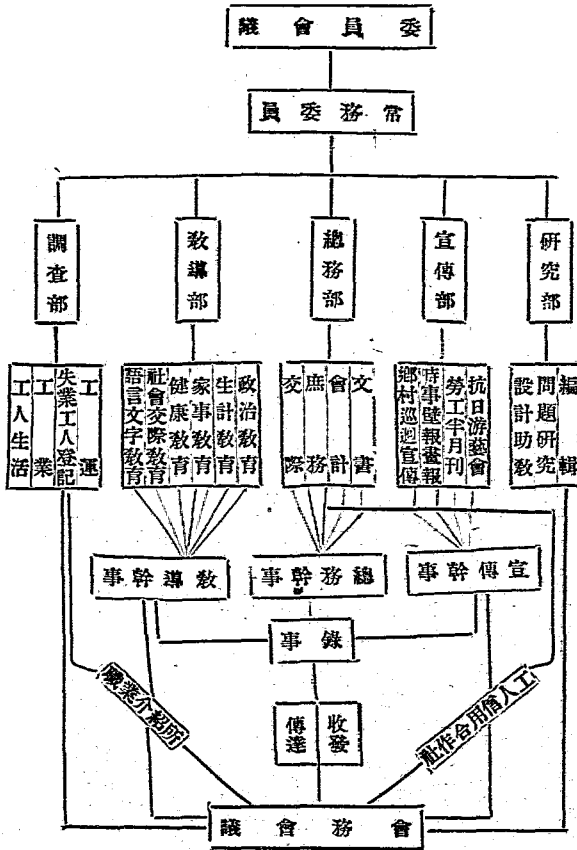 委員會議
常務委員
研究部
宣傳部
總務部
教導部
調查部
編輯
問題研究
設計助教
抗日游藝會
勞工半月刊
時事壁報畫報
鄉村巡迴宣傳
文書
會計
庶務
交際
政治教育
生計教育
家事教育
健康教育
社會交際教育
語言文字教育
工運
失業工人登記
工業
工人生活
宣傳幹事
總務幹事
教導幹事
錄事
收發
傳達
工人信用合作社
職業介紹所
會務會議